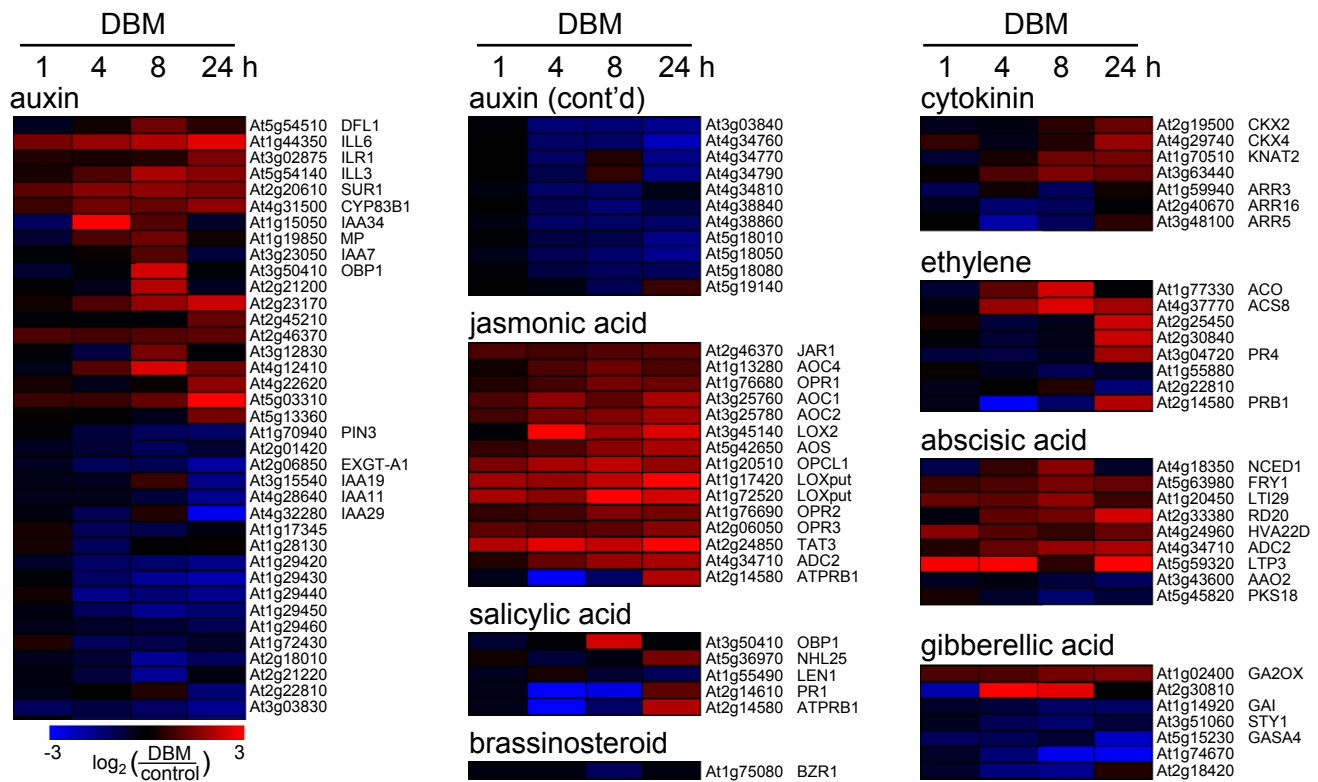 DBM
1 4 8 24 h
auxin
At5g54510 DFL1
At1g44350 ILL6
At3g02875 ILR1
At5g54140 ILL3
At2g20610 SUR1
At4g31500 CYP83B1
At1g15050 IAA34
At1g19850 MP
At3g23050 IAA7
At3g50410 OBP1
At2g21200
At2g23170
At2g45210
At2g46370
At3g12830
At4g12410
At4g22620
At5g03310
At5g13360
At1g70940 PIN3
At2g01420
At2g06850 EXGT-A1
At3g15540 IAA19
At4g28640 IAA11
At4g32280 IAA29
At1g17345
At1g28130
At1g29420
At1g29430
At1g29440
At1g29450
At1g29460
At1g72430
At2g18010
At2g21220
At2g22810
At3g03830
-3 3
log2 (DBM/control)
DBM
1 4 8 24 h
auxin (cont'd)
At3g03840
At4g34760
At4g34770
At4g34790
At4g34810
At4g38840
At4g38860
At5g18010
At5g18050
At5g18080
At5g19140
jasmonic acid
At2g46370 JAR1
At1g13280 AOC4
At1g76680 OPR1
At3g25760 AOC1
At3g25780 AOC2
At3g45140 LOX2
At5g42650 AOS
At1g20510 OPCL1
At1g17420 LOXput
At1g72520 LOXput
At1g76690 OPR2
At2g06050 OPR3
At2g24850 TAT3
At4g34710 ADC2
At2g14580 ATPRB1
salicylic acid
At3g50410 OBP1
At5g36970 NHL25
At1g55490 LEN1
At2g14610 PR1
At2g14580 ATPRB1
brassinosteroid
At1g75080 BZR1
DBM
1 4 8 24 h
cytokinin
At2g19500 CKX2
At4g29740 CKX4
At1g70510 KNAT2
At3g63440
At1g59940 ARR3
At2g40670 ARR16
At3g48100 ARR5
ethylene
At1g77330 ACO
At4g37770 ACS8
At2g25450
At2g30840
At3g04720 PR4
At1g55880
At2g22810
At2g14580 PRB1
abscisic acid
At4g18350 NCED1
At5g63980 FRY1
At1g20450 LTI29
At2g33380 RD20
At4g24960 HVA22D
At4g34710 ADC2
At5g59320 LTP3
At3g43600 AAO2
At5g45820 PKS18
gibberellic acid
At1g02400 GA2OX
At2g30810
At1g14920 GAI
At3g51060 STY1
At5g15230 GASA4
At1g74670
At2g18420